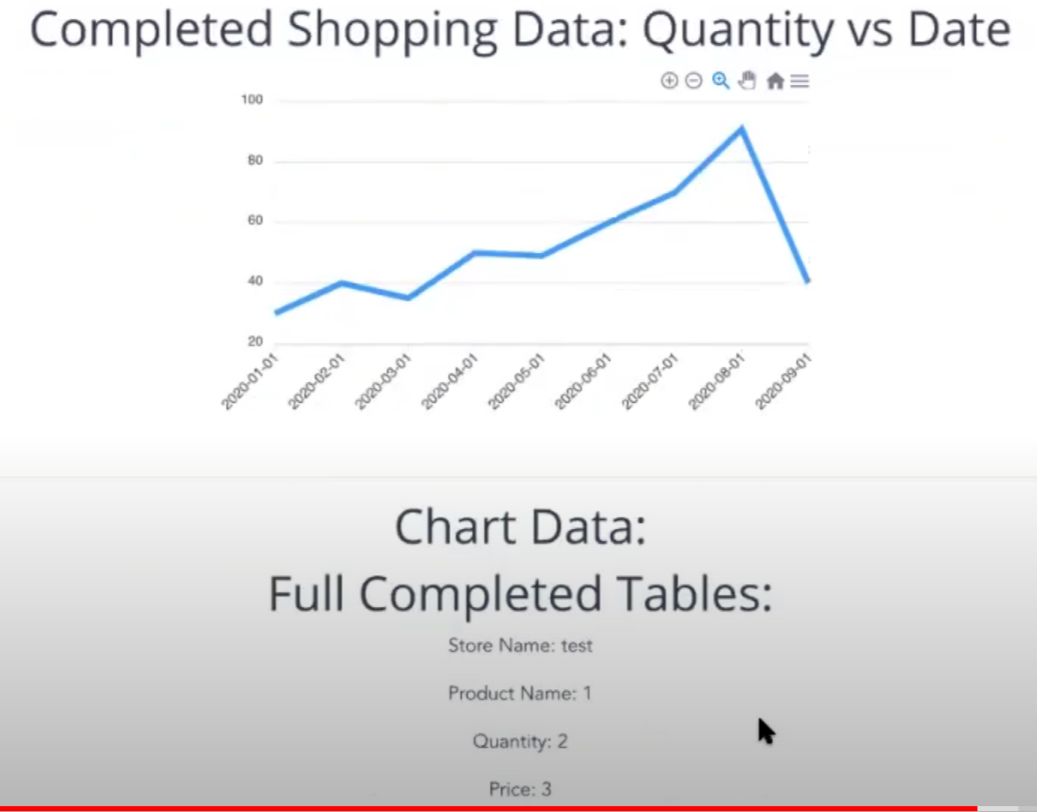 Completed Shopping Data: Quantity vs Date
100
80
60
40
20
2020-01-01
2020-02-01
2020-03-01
2020-04-01
2020-05-01
2020-06-01
2020-07-01
2020-08-01
2020-09-01
Chart Data:
Full Completed Tables:
Store Name: test
Product Name: 1
Quantity: 2
Price: 3